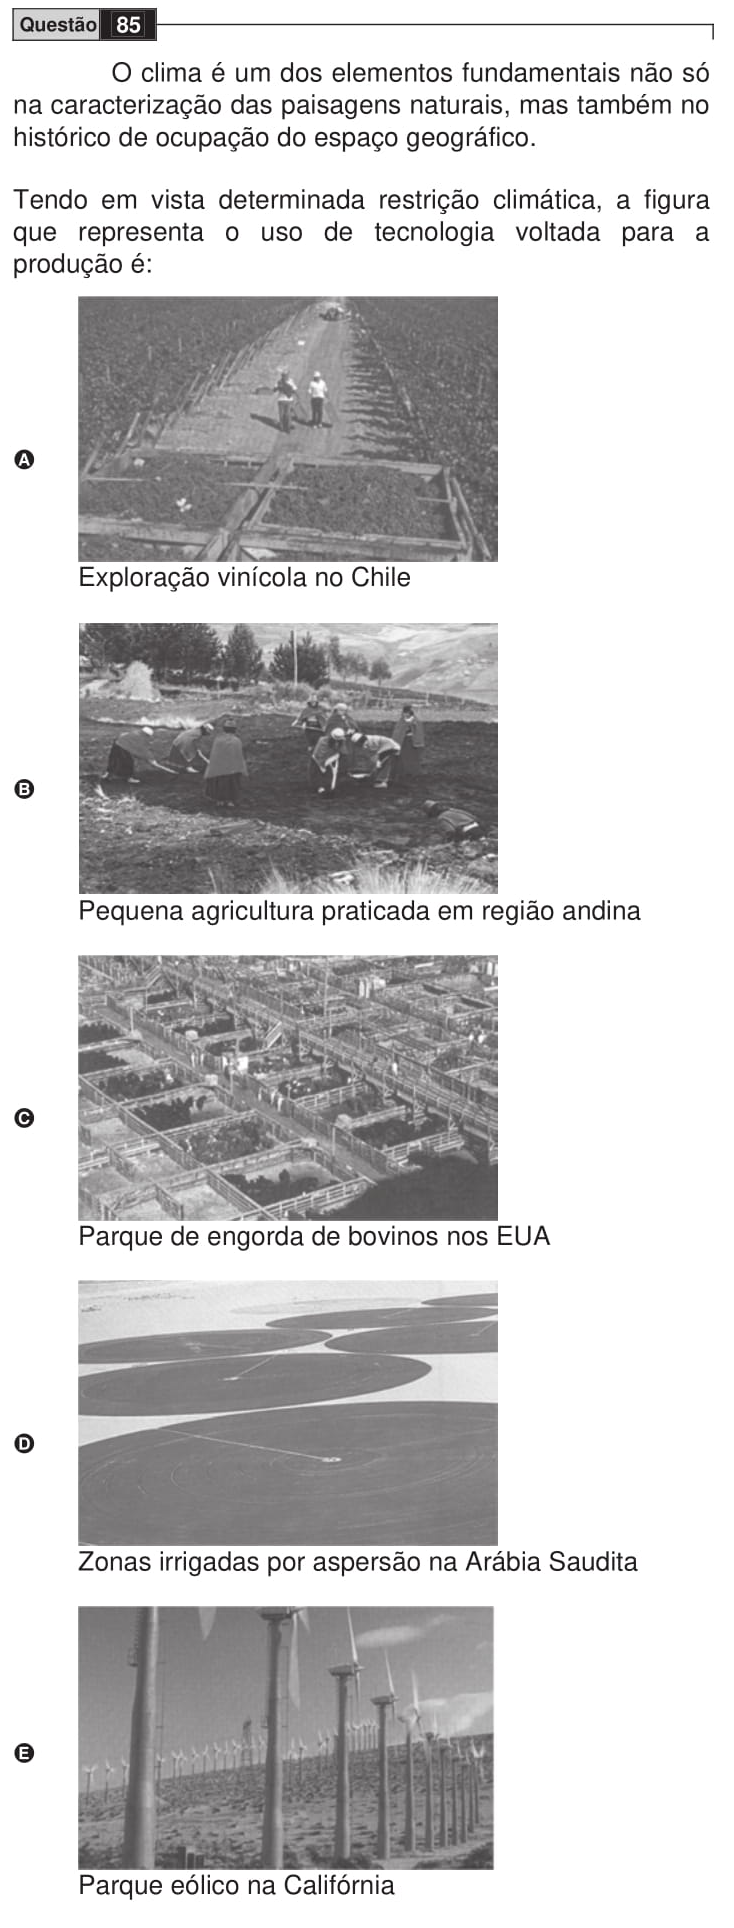 Questão 85
O clima é um dos elementos fundamentais não só
na caracterização das paisagens naturais, mas também no
histórico de ocupação do espaço geográfico.
Tendo em vista determinada restrição climática, a figura
que representa o uso de tecnologia voltada para a
produção é:
A
Exploração vinícola no Chile
B
Pequena agricultura praticada em região andina
C
Parque de engorda de bovinos nos EUA
D
Zonas irrigadas por aspersão na Arábia Saudita
E
Parque eólico na Califórnia